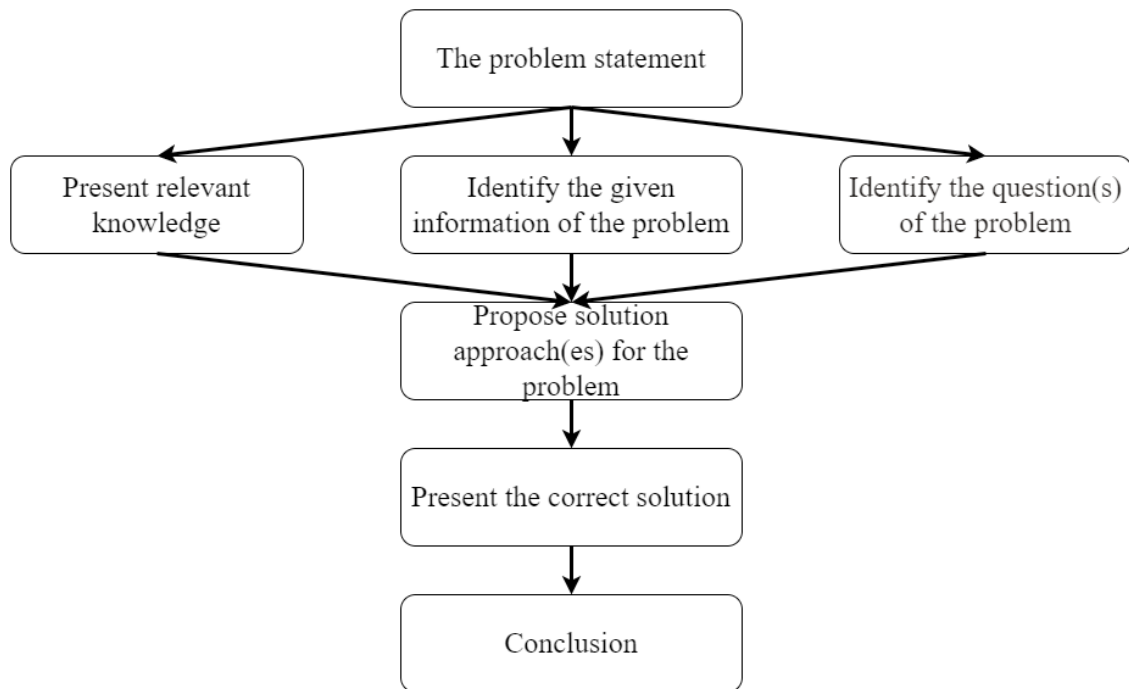 The problem statement
Present relevant
knowledge
Identify the given
information of the problem
Identify the question(s)
of the problem
Propose solution
approach(es) for the
problem
Present the correct solution
Conclusion